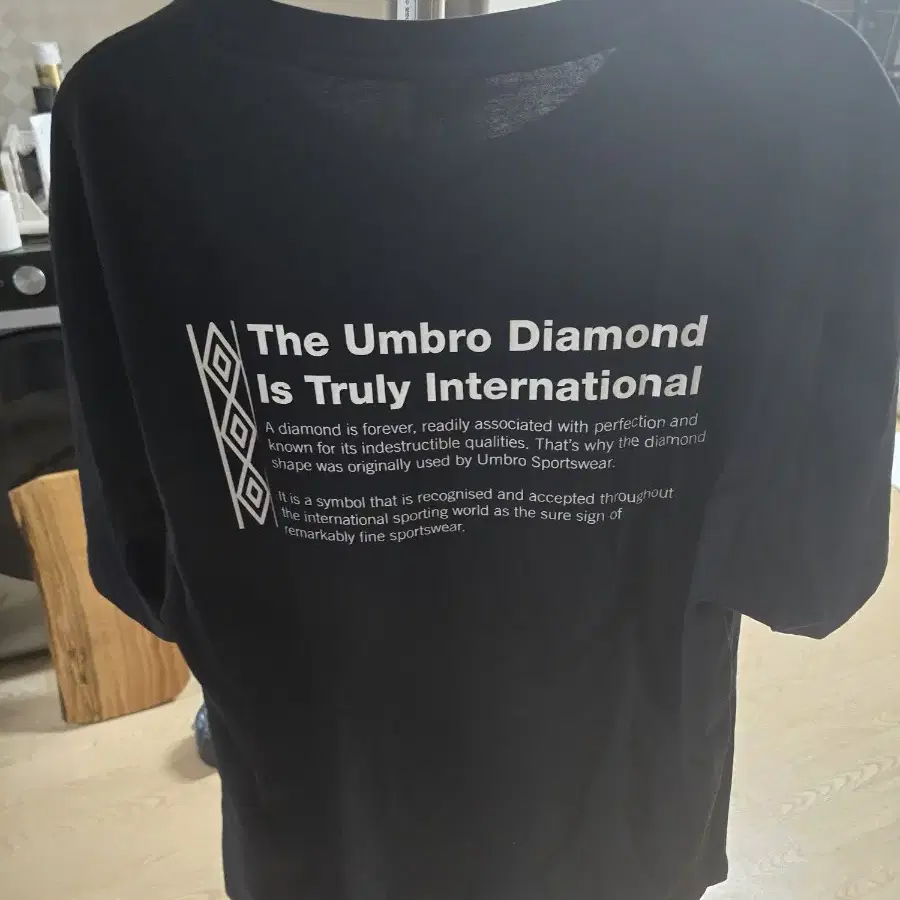 The Umbro Diamond
Is Truly International
A diamond is forever, readily associated with perfection and
known for its indestructible qualities. That's why the diamond
shape was originally used by Umbro Sportswear.
It is a symbol that is recognised and accepted throughout
the international sporting world as the sure sign of
remarkably fine sportswear.